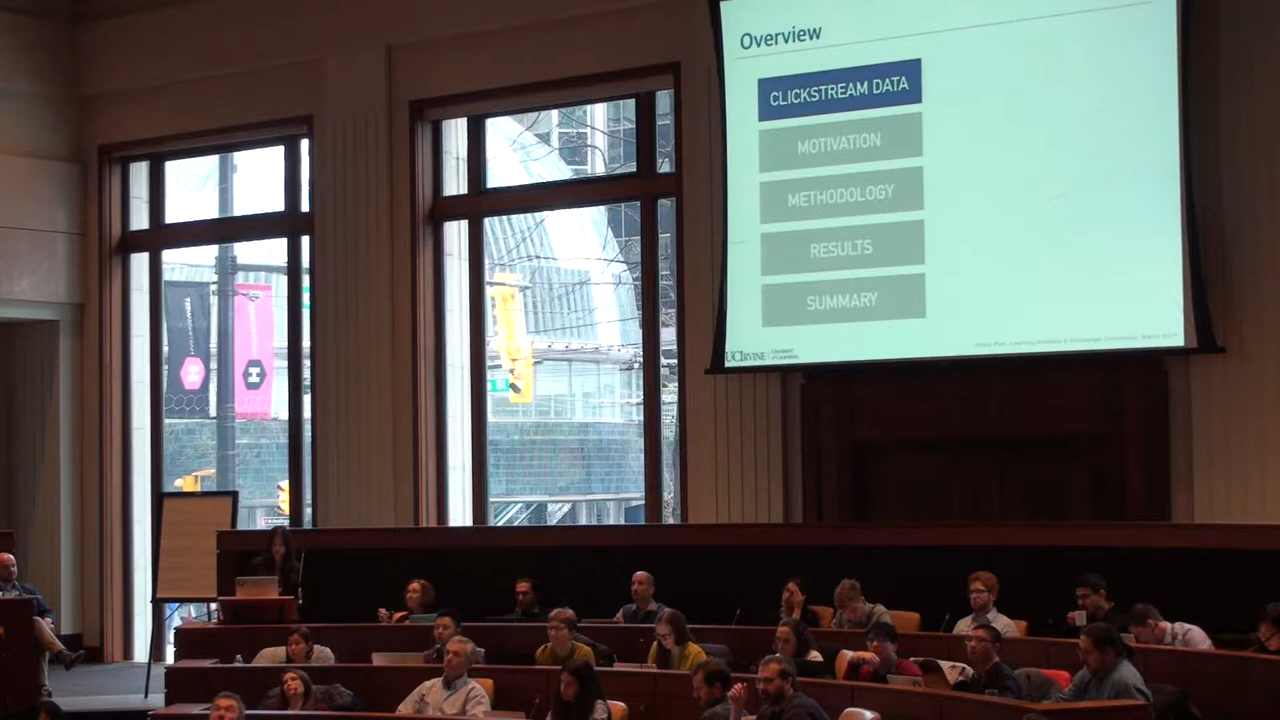 Overview
CLICKSTREAM DATA
MOTIVATION
METHODOLOGY
RESULTS
SUMMARY
UCIRVINE